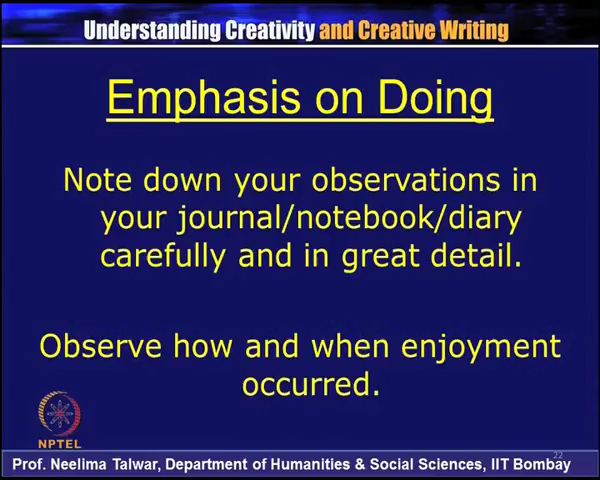 Understanding Creativity and Creative Writing
Emphasis on Doing
Note down your observations in
your journal/notebook/diary
carefully and in great detail.
Observe how and when enjoyment
occurred.
NPTEL
22
Prof. Neelima Talwar, Department of Humanities & Social Sciences, IIT Bombay